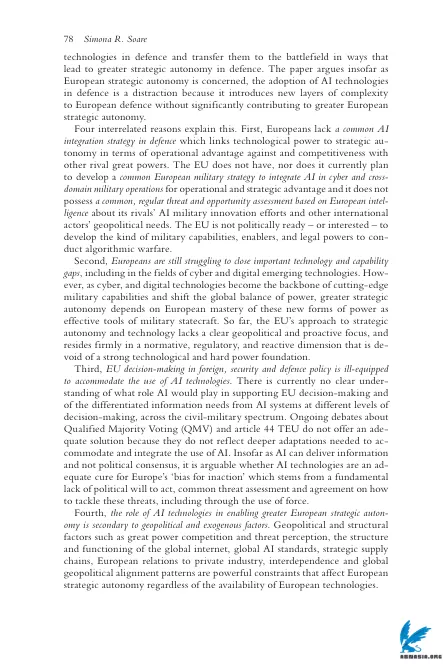 78 Simona R. Soare
technologies in defence and transfer them to the battlefield in ways that
lead to greater strategic autonomy in defence. The paper argues insofar as
European strategic autonomy is concerned, the adoption of AI technologies
in defence is a distraction because it introduces new layers of complexity
to European defence without significantly contributing to greater European
strategic autonomy.
Four interrelated reasons explain this. First, Europeans lack a common AI
integration strategy in defence which links technological power to strategic au-
tonomy in terms of operational advantage against and competitiveness with
other rival great powers. The EU does not have, nor does it currently plan
to develop a common European military strategy to integrate AI in cyber and cross-
domain military operations for operational and strategic advantage and it does not
possess a common, regular threat and opportunity assessment based on European intel-
ligence about its rivals' AI military innovation efforts and other international
actors' geopolitical needs. The EU is not politically ready – or interested – to
develop the kind of military capabilities, enablers, and legal powers to con-
duct algorithmic warfare.
Second, Europeans are still struggling to close important technology and capability
gaps, including in the fields of cyber and digital emerging technologies. How-
ever, as cyber, and digital technologies become the backbone of cutting-edge
military capabilities and shift the global balance of power, greater strategic
autonomy depends on European mastery of these new forms of power as
effective tools of military statecraft. So far, the EU's approach to strategic
autonomy and technology lacks a clear geopolitical and proactive focus, and
resides firmly in a normative, regulatory, and reactive dimension that is de-
void of a strong technological and hard power foundation.
Third, EU decision-making in foreign, security and defence policy is ill-equipped
to accommodate the use of AI technologies. There is currently no clear under-
standing of what role AI would play in supporting EU decision-making and
of the differentiated information needs from AI systems at different levels of
decision-making, across the civil-military spectrum. Ongoing debates about
Qualified Majority Voting (QMV) and article 44 TEU do not offer an ade-
quate solution because they do not reflect deeper adaptations needed to ac-
commodate and integrate the use of AI. Insofar as AI can deliver information
and not political consensus, it is arguable whether AI technologies are an ad-
equate cure for Europe's 'bias for inaction' which stems from a fundamental
lack of political will to act, common threat assessment and agreement on how
to tackle these threats, including through the use of force.
Fourth, the role of AI technologies in enabling greater European strategic auton-
omy is secondary to geopolitical and exogenous factors. Geopolitical and structural
factors such as great power competition and threat perception, the structure
and functioning of the global internet, global AI standards, strategic supply
chains, European relations to private industry, interdependence and global
geopolitical alignment patterns are powerful constraints that affect European
strategic autonomy regardless of the availability of European technologies.